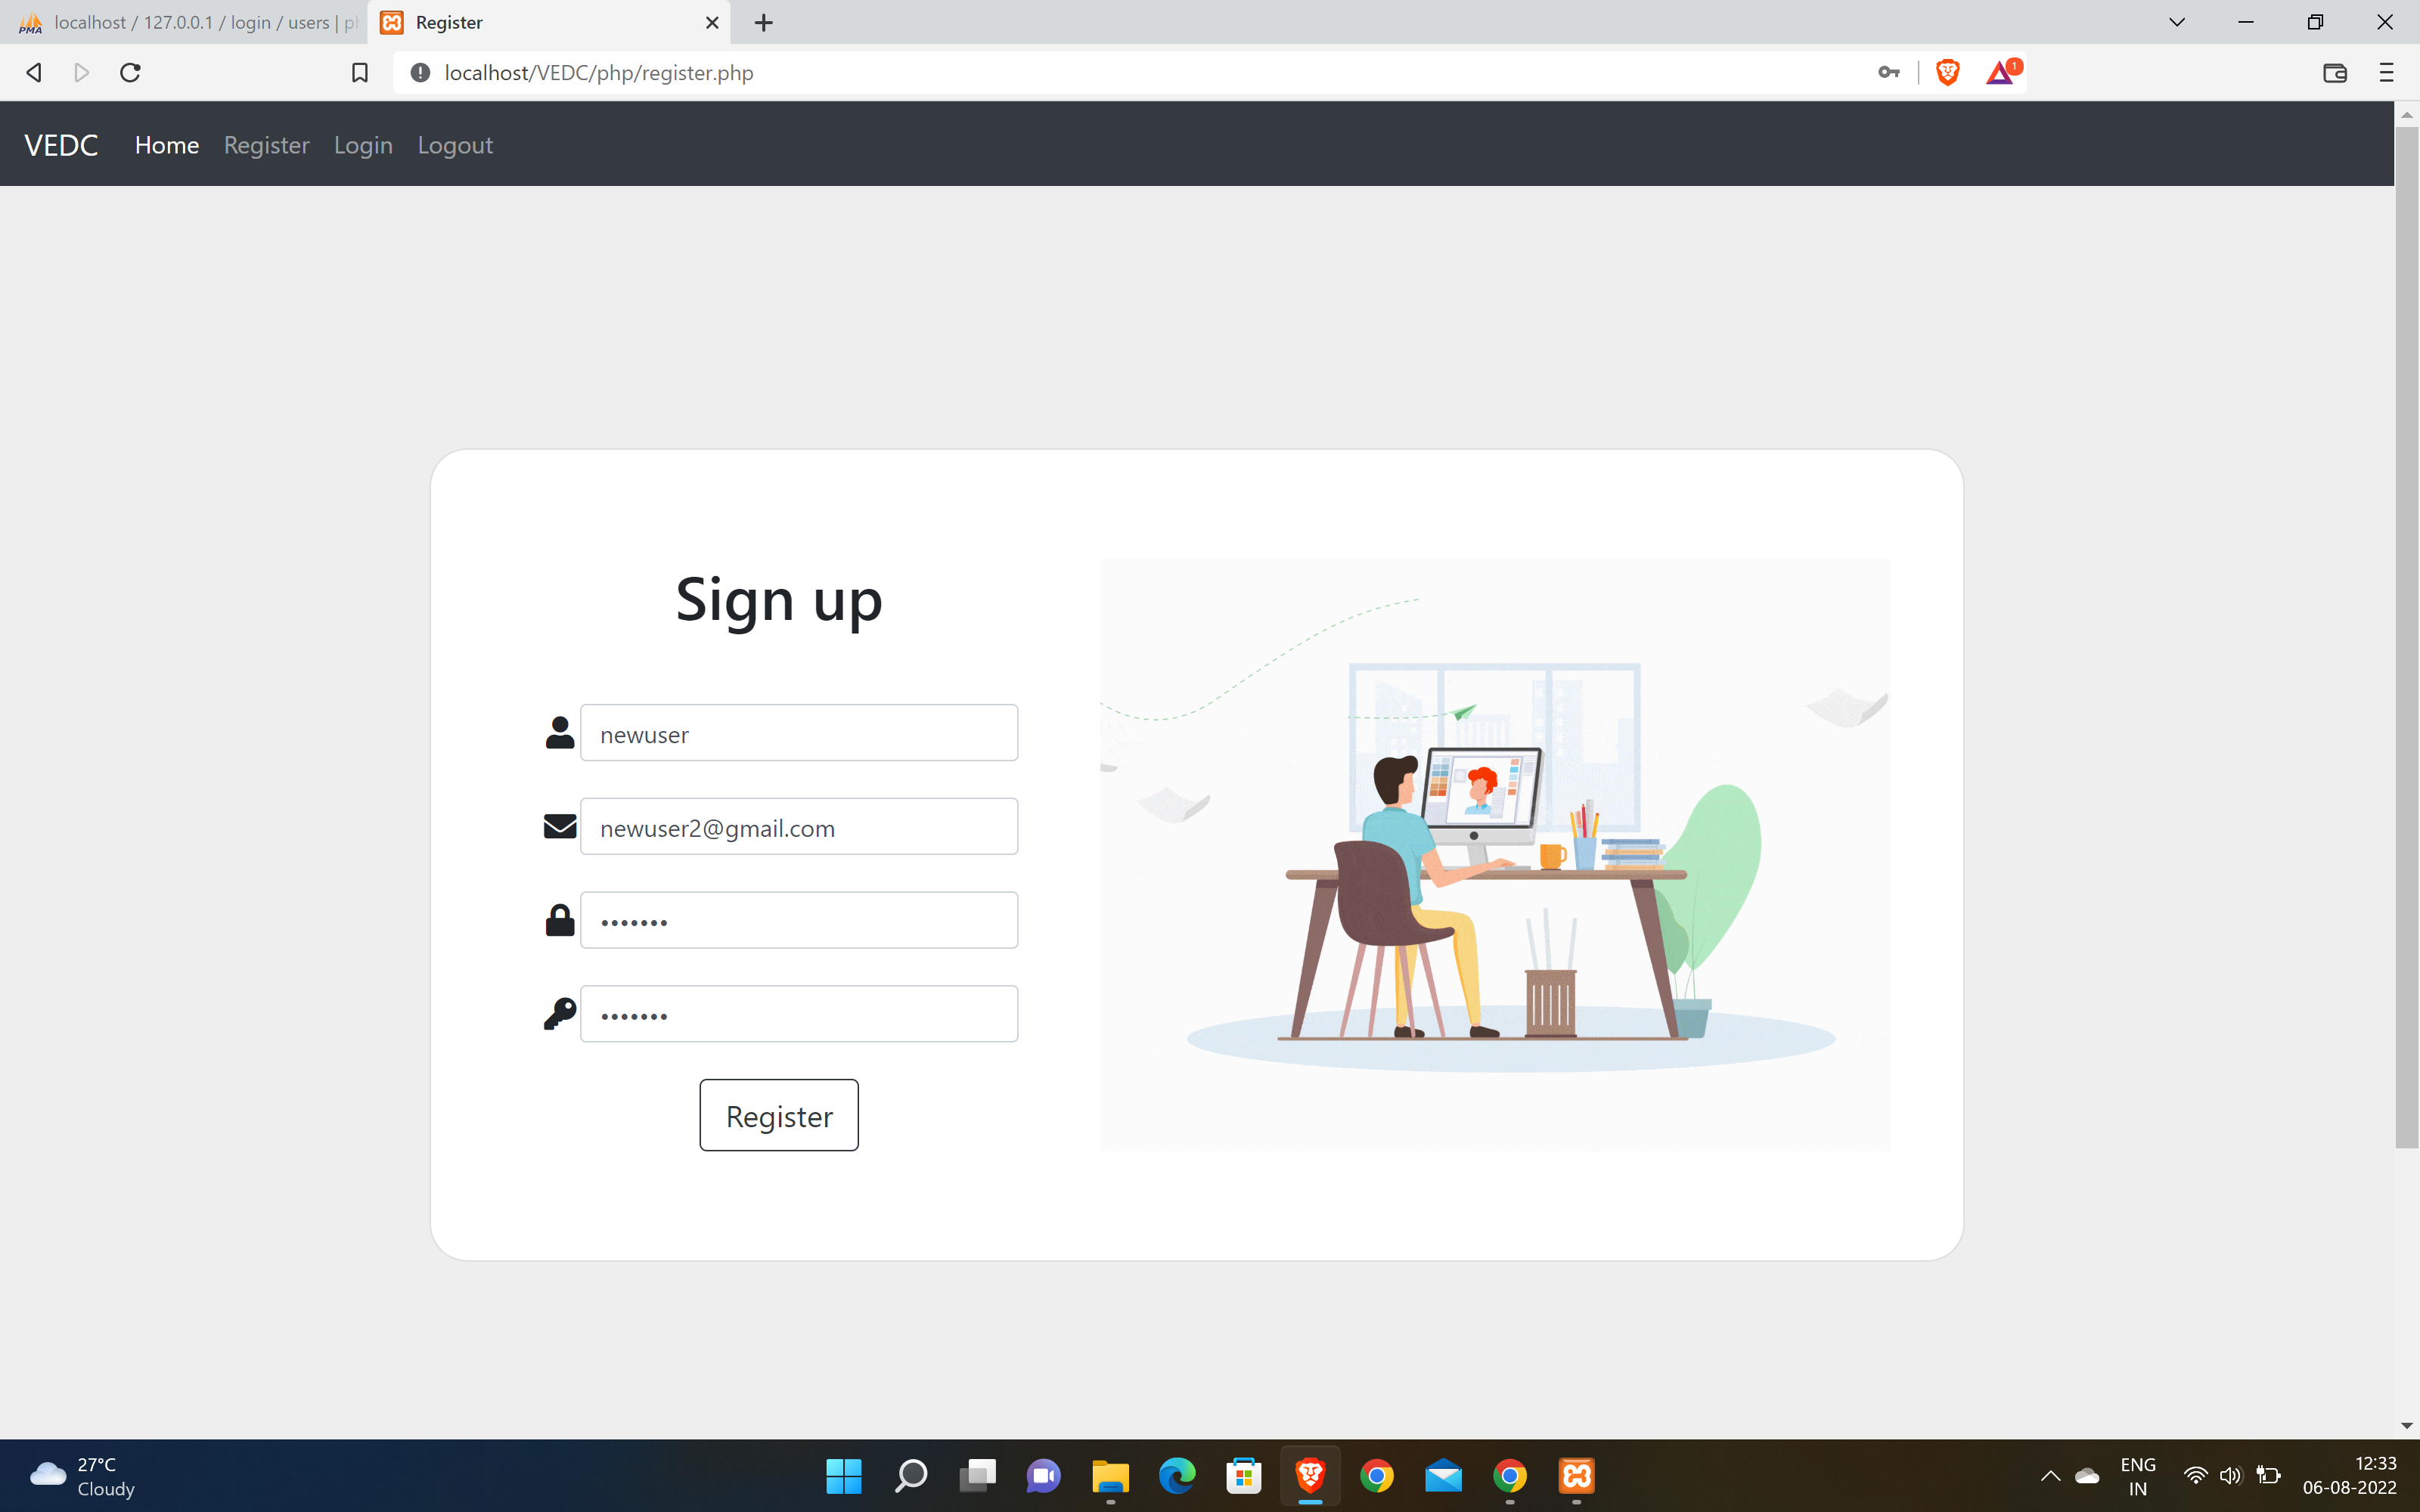 PMA localhost / 127.0.0.1 / login / users |
Register
localhost/VEDC/php/register.php
1
VEDC Home Register Login Logout
Sign up
newuser
newuser2@gmail.com
•••••••
•••••••
Register
27°C
Cloudy
ENG
IN
12:33
06-08-2022